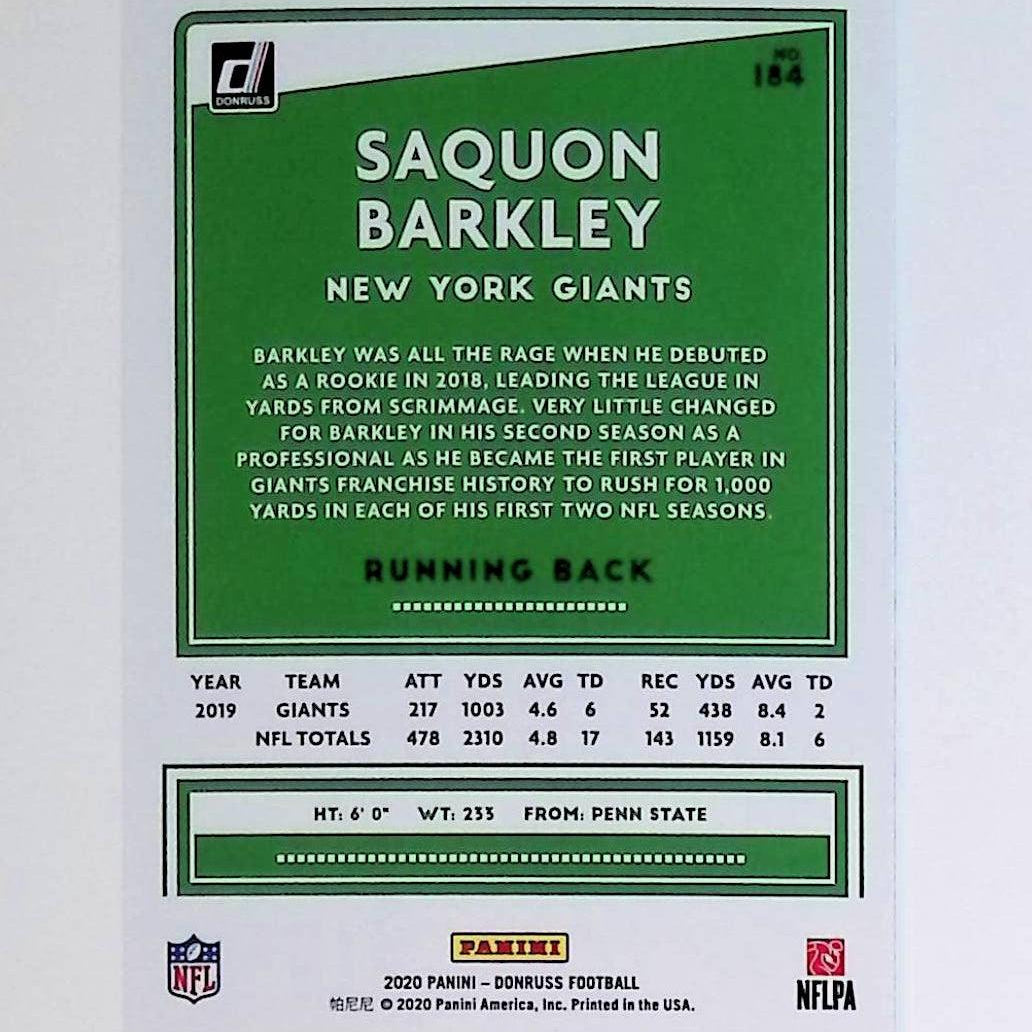 DONRUSS
NO.
184
SAQUON
BARKLEY
NEW YORK GIANTS
BARKLEY WAS ALL THE RAGE WHEN HE DEBUTED
AS A ROOKIE IN 2018, LEADING THE LEAGUE IN
YARDS FROM SCRIMMAGE. VERY LITTLE CHANGED
FOR BARKLEY IN HIS SECOND SEASON AS A
PROFESSIONAL AS HE BECAME THE FIRST PLAYER IN
GIANTS FRANCHISE HISTORY TO RUSH FOR 1,000
YARDS IN EACH OF HIS FIRST TWO NFL SEASONS.
RUNNING BACK
YEAR TEAM ATT YDS AVG TD REC YDS AVG TD
2019 GIANTS 217 1003 4.6 6 52 438 8.4 2
NFL TOTALS 478 2310 4.8 17 143 1159 8.1 6
HT: 6' 0" WT: 233 FROM: PENN STATE
NFL
PANINI
NFLPA
2020 PANINI – DONRUSS FOOTBALL
帕尼尼 © 2020 Panini America, Inc. Printed in the USA.